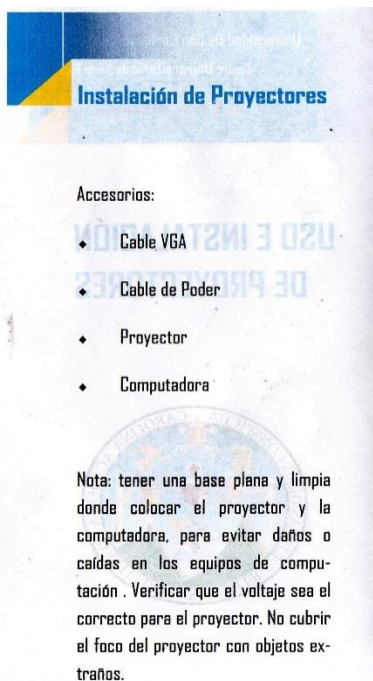 Instalación de Proyectores
Accesorios:
Cable VGA
Cable de Poder
Proyector
Computadora
Nota: tener una base plana y limpia
donde colocar el proyector y la
computadora, para evitar daños o
caídas en los equipos de compu-
tación . Verificar que el voltaje sea el
correcto para el proyector. No cubrir
el foco del proyector con objetos ex-
traños.